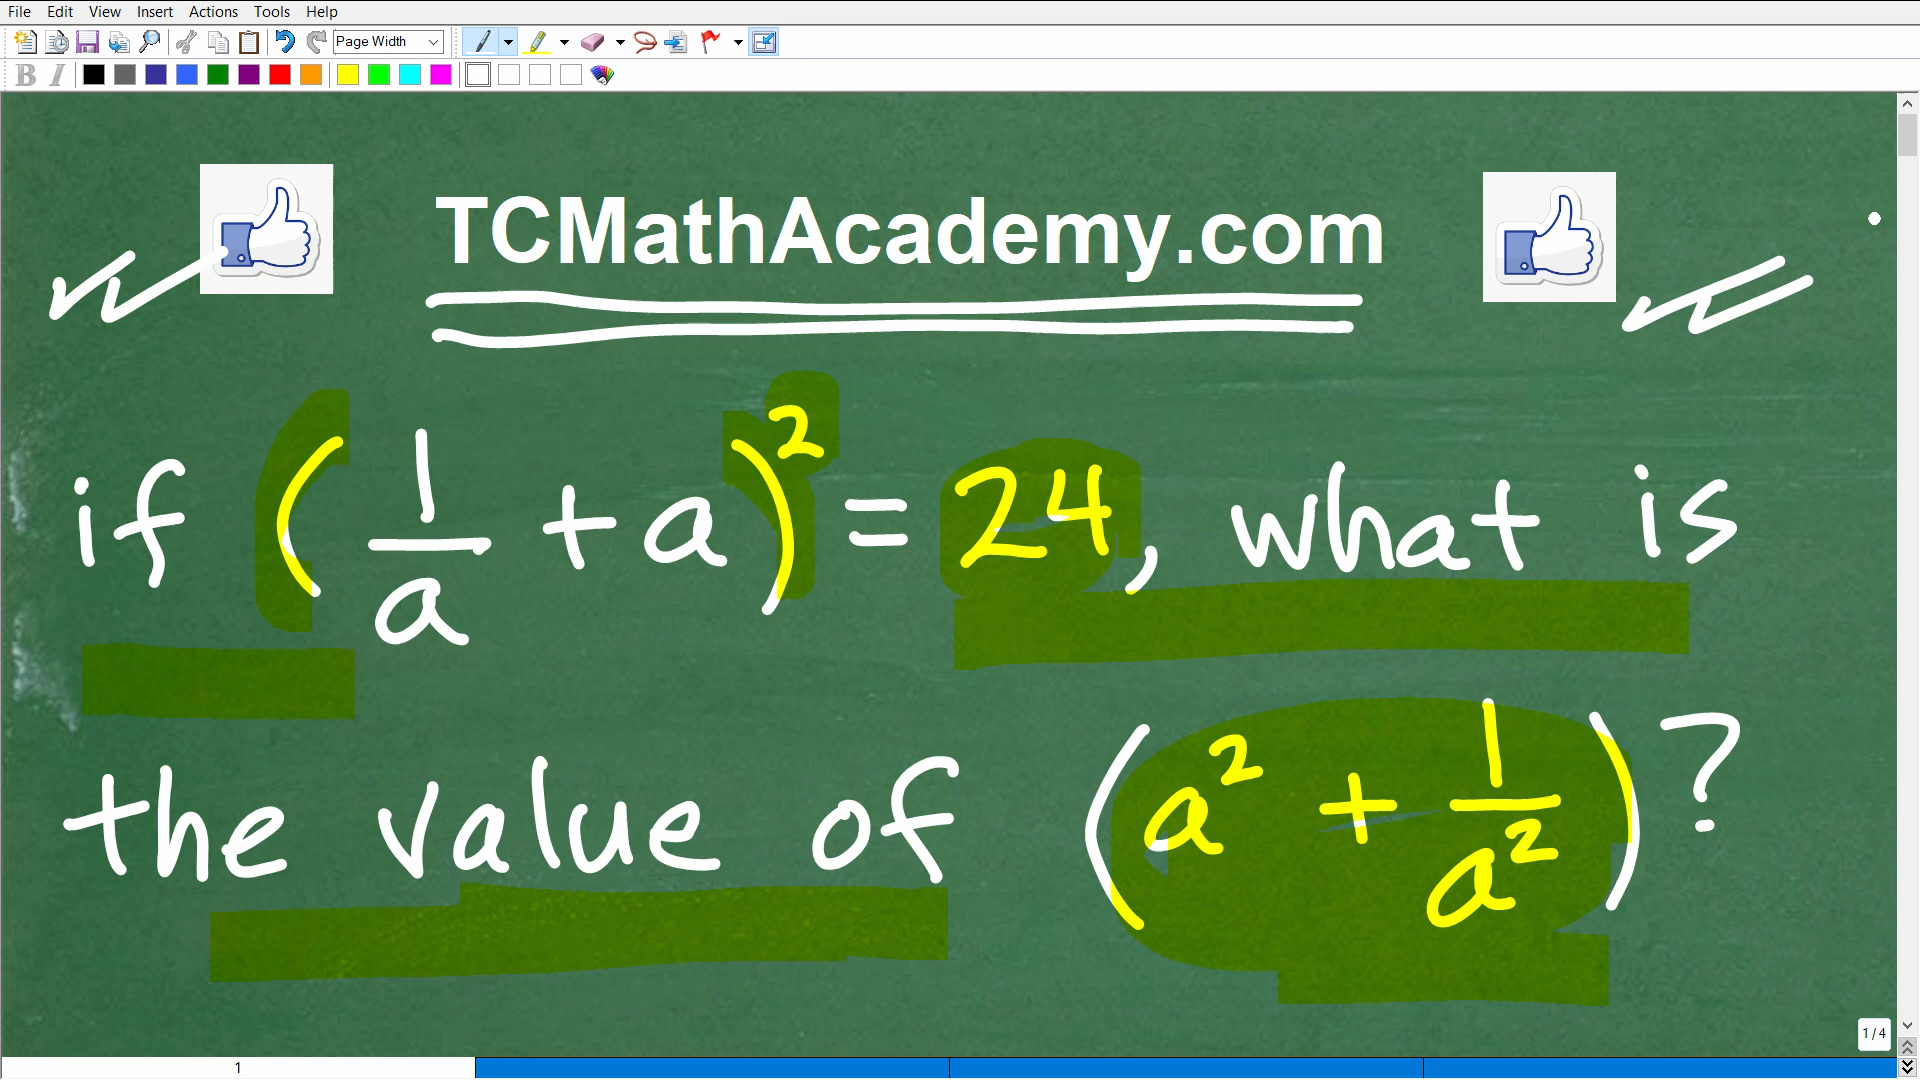 File Edit View Insert Actions Tools Help
Page Width
B I
TCMathAcademy.com
if (1/a + a)² = 24, what is
the value of (a² + 1/a²)?
1 / 4
1